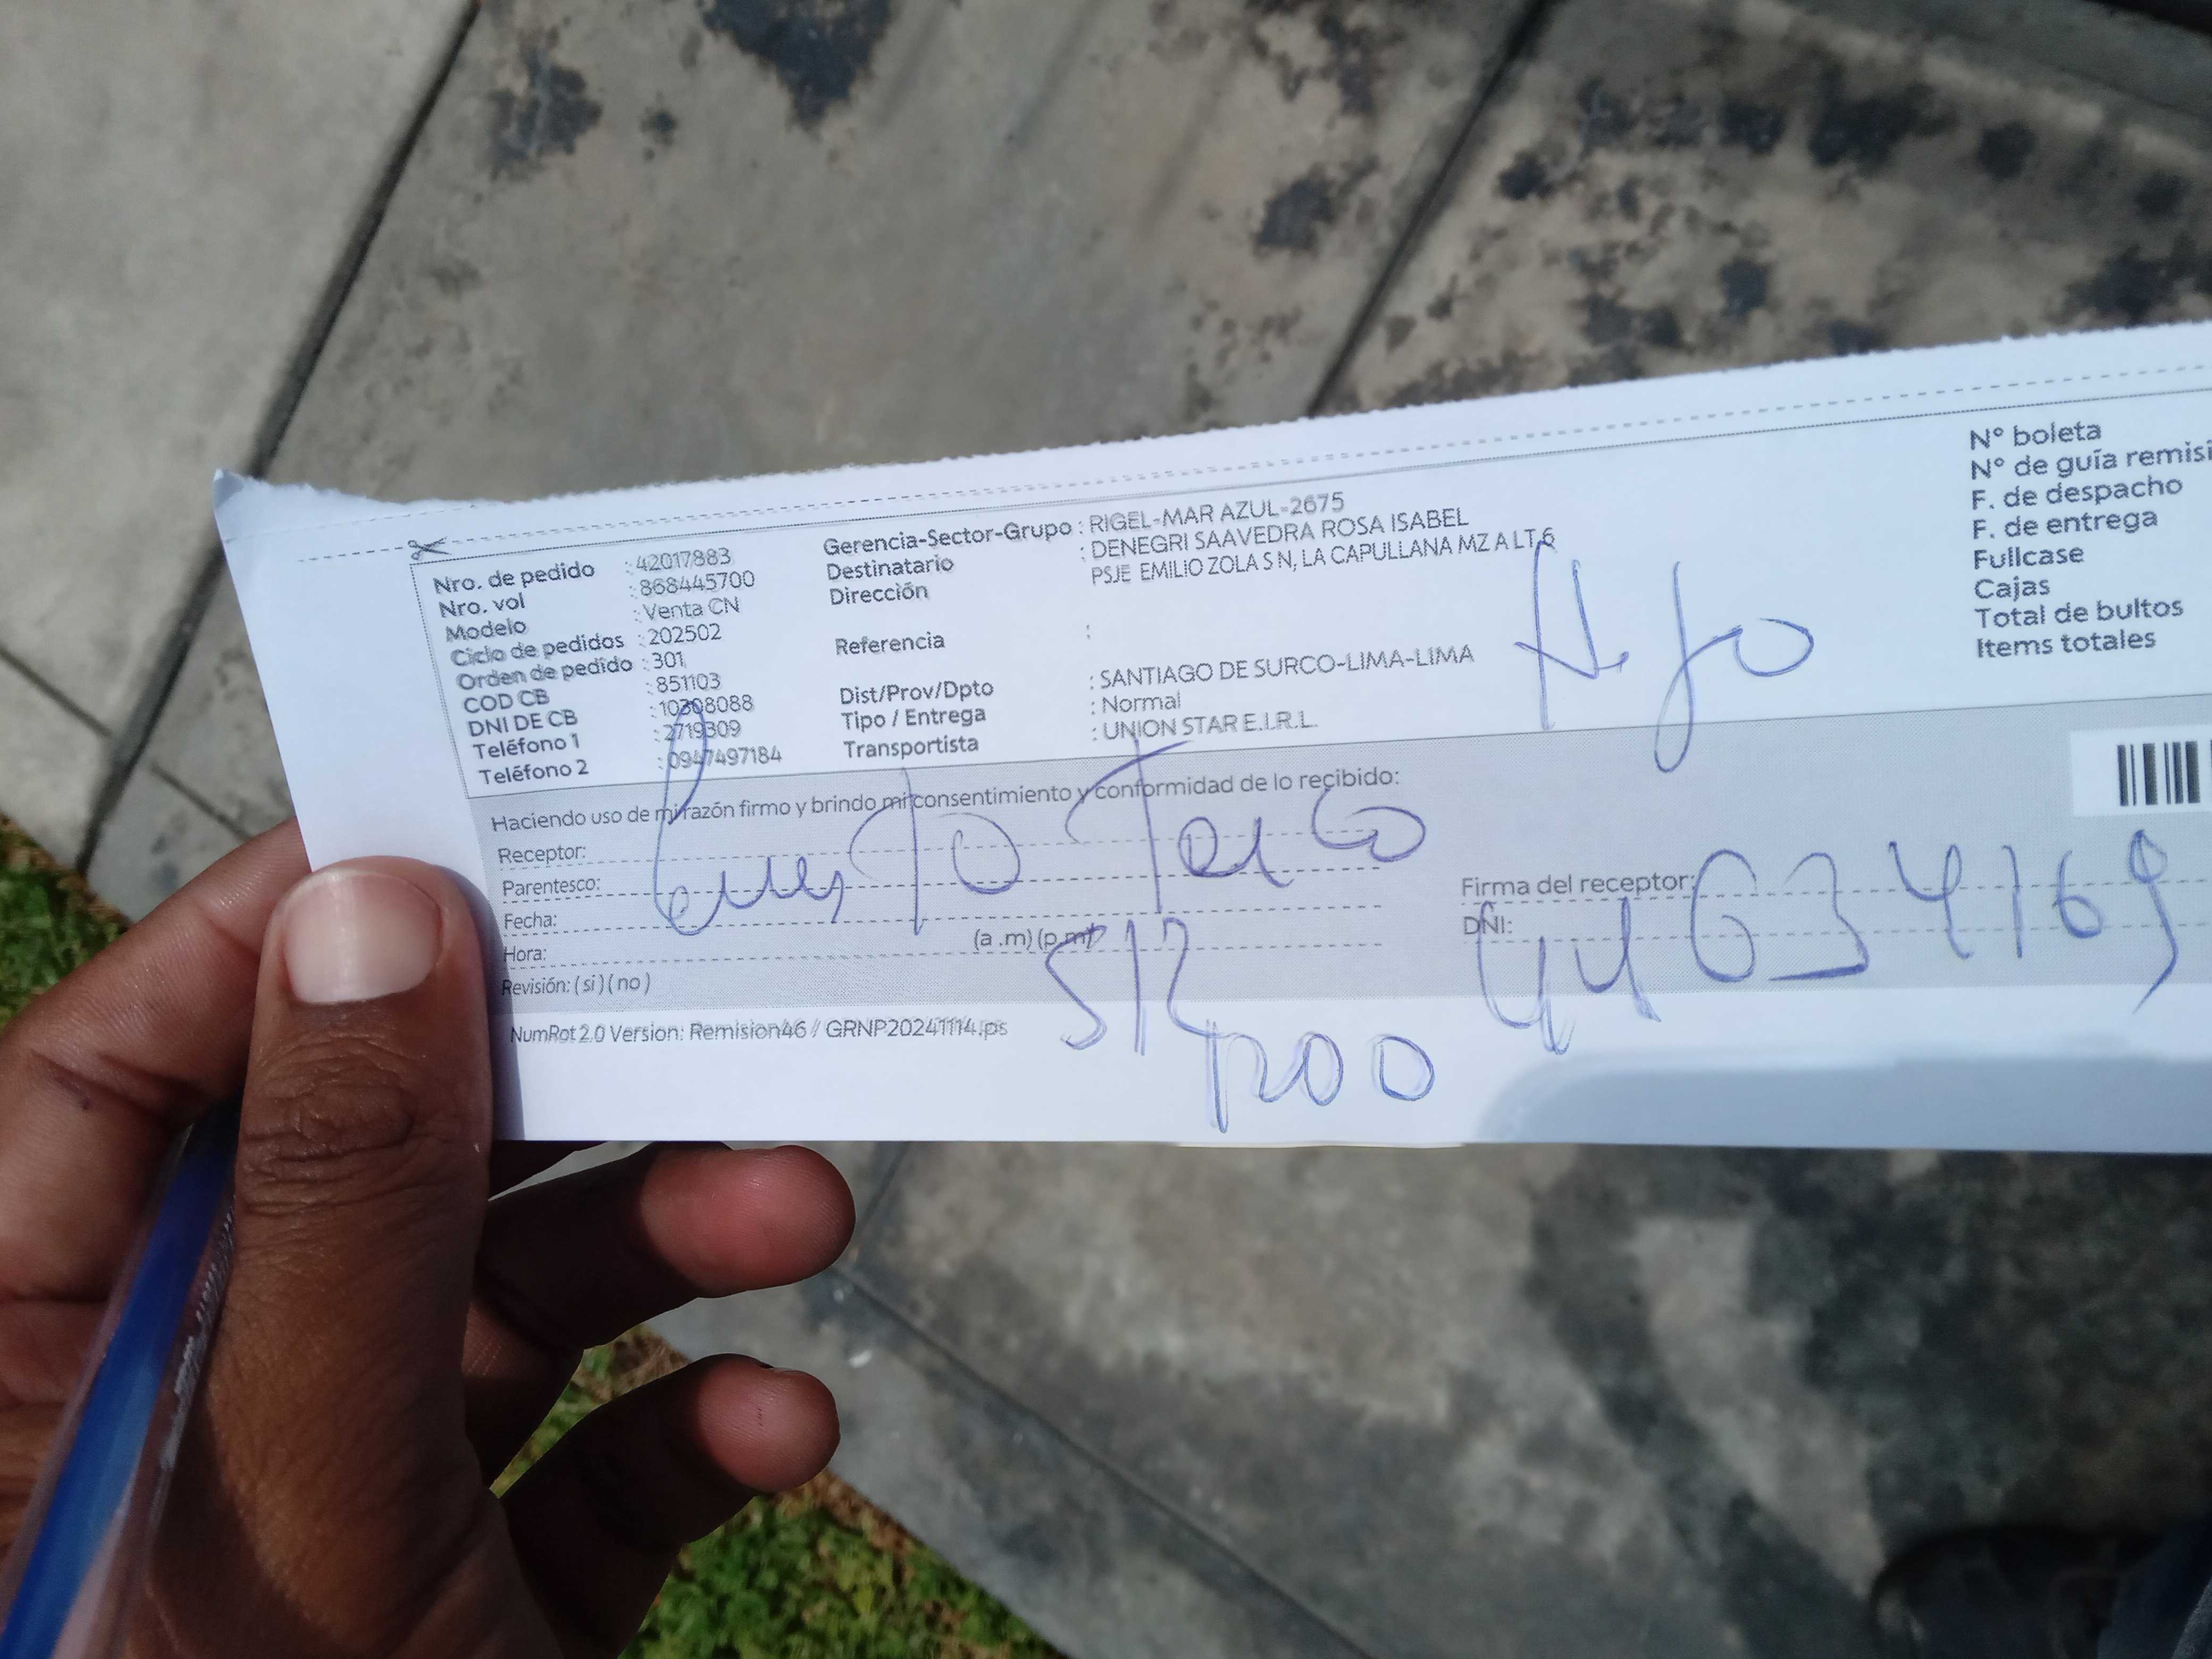 Nro. de pedido : 42017883
Nro. vol : 868445700
Modelo : Venta CN
Ciclo de pedidos : 202502
Orden de pedido : 301
COD CB : 851103
DNI DE CB : 10308088
Teléfono 1 : 2719309
Teléfono 2 : 0947497184
Gerencia-Sector-Grupo : RIGEL-MAR AZUL-2675
Destinatario : DENEGRI SAAVEDRA ROSA ISABEL
Dirección : PSJE EMILIO ZOLA S N, LA CAPULLANA MZ A LT 6
Referencia :
Dist/Prov/Dpto : SANTIAGO DE SURCO-LIMA-LIMA
Tipo / Entrega : Normal
Transportista : UNION STAR E.I.R.L.
N° boleta
N° de guía remisi
F. de despacho
F. de entrega
Fullcase
Cajas
Total de bultos
Items totales
Haciendo uso de mi razón firmo y brindo mi consentimiento y conformidad de lo recibido:
Receptor:
Parentesco:
Fecha:
Hora: (a .m) (p.m)
Revisión: ( si ) ( no )
Firma del receptor:
DNI: 44634169
NumRot 2.0 Version: Remision46 / GRNP20241114.ps